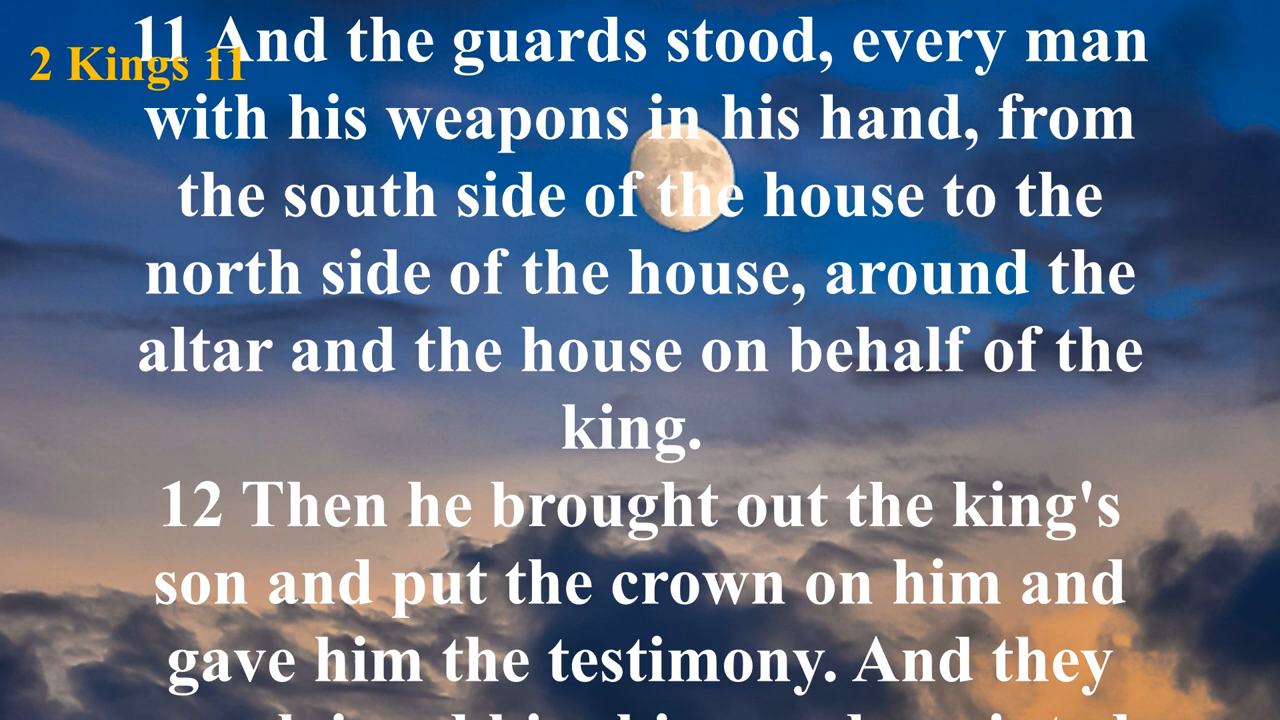 2 Kings 11
11 And the guards stood, every man
with his weapons in his hand, from
the south side of the house to the
north side of the house, around the
altar and the house on behalf of the
king.
12 Then he brought out the king's
son and put the crown on him and
gave him the testimony. And they